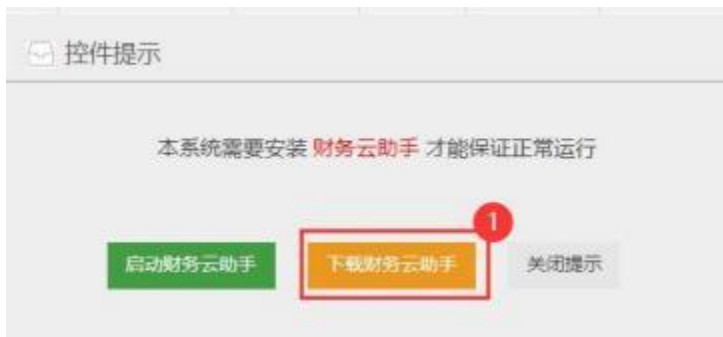 控件提示
本系统需要安装 财务云助手 才能保证正常运行
1
启动财务云助手 下载财务云助手 关闭提示